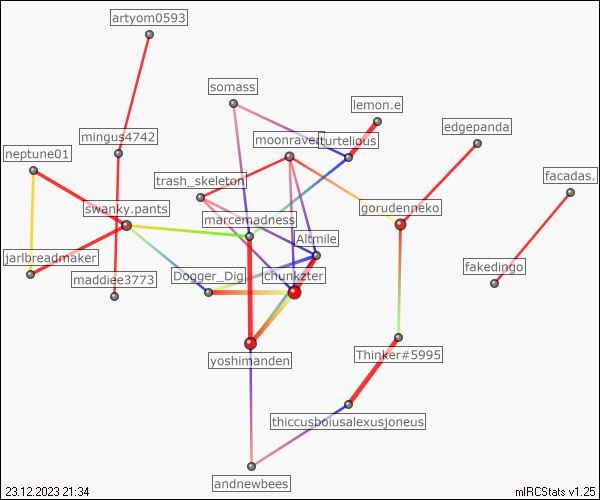 artyom0593
somass
lemon.e
mingus4742
moonraven
turtelious
edgepanda
neptune01
trash_skeleton
facadas.
swanky.pants
marcemadness
gorudenneko
Altmile
jarlbreadmaker
maddiee3773
Dogger_Dig
chunkzter
fakedingo
yoshimanden
Thinker#5995
thiccusboiusalexusjoneus
andnewbees
23.12.2023 21:34
mIRCStats v1.25